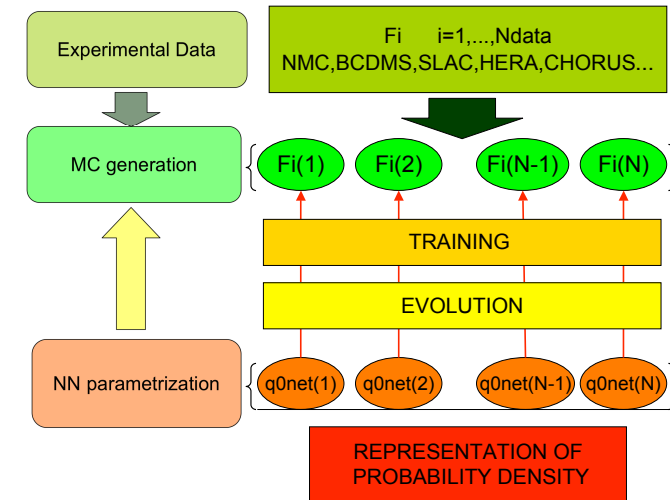 Experimental Data
Fi i=1,...,Ndata
NMC,BCDMS,SLAC,HERA,CHORUS...
MC generation
Fi(1) Fi(2) Fi(N-1) Fi(N)
TRAINING
EVOLUTION
NN parametrization
q0net(1) q0net(2) q0net(N-1) q0net(N)
REPRESENTATION OF
PROBABILITY DENSITY